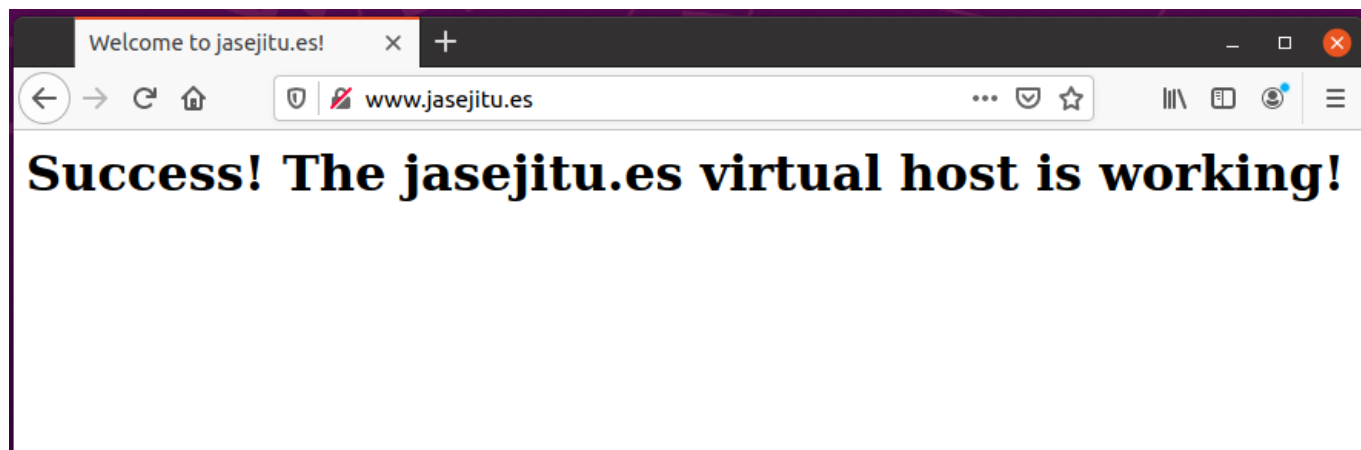 Welcome to jasejitu.es!
www.jasejitu.es
Success! The jasejitu.es virtual host is working!